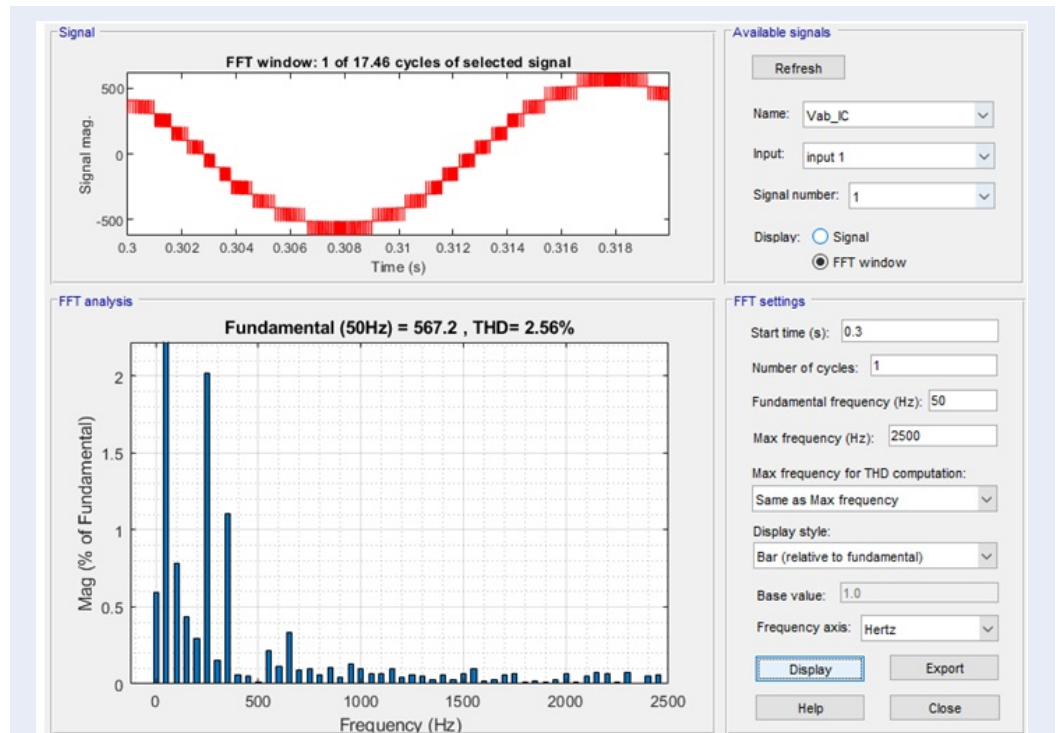 Signal
FFT window: 1 of 17.46 cycles of selected signal
500
0
-500
Signal mag.
0.3 0.302 0.304 0.306 0.308 0.31 0.312 0.314 0.316 0.318
Time (s)
Available signals
Refresh
Name: Vab_IC
Input: input 1
Signal number: 1
Display: Signal
FFT window
FFT analysis
Fundamental (50Hz) = 567.2 , THD= 2.56%
2
1.5
1
0.5
0
Mag (% of Fundamental)
0 500 1000 1500 2000 2500
Frequency (Hz)
FFT settings
Start time (s): 0.3
Number of cycles: 1
Fundamental frequency (Hz): 50
Max frequency (Hz): 2500
Max frequency for THD computation:
Same as Max frequency
Display style:
Bar (relative to fundamental)
Base value: 1.0
Frequency axis: Hertz
Display Export
Help Close